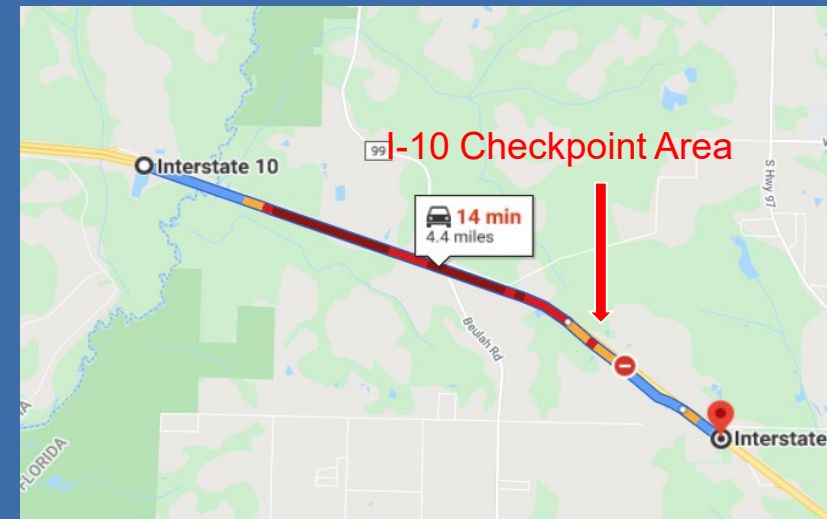 I-10 Checkpoint Area
99
Interstate 10
S Hwy 97
14 min
4.4 miles
Beulah Rd
Interstate
FLORIDA